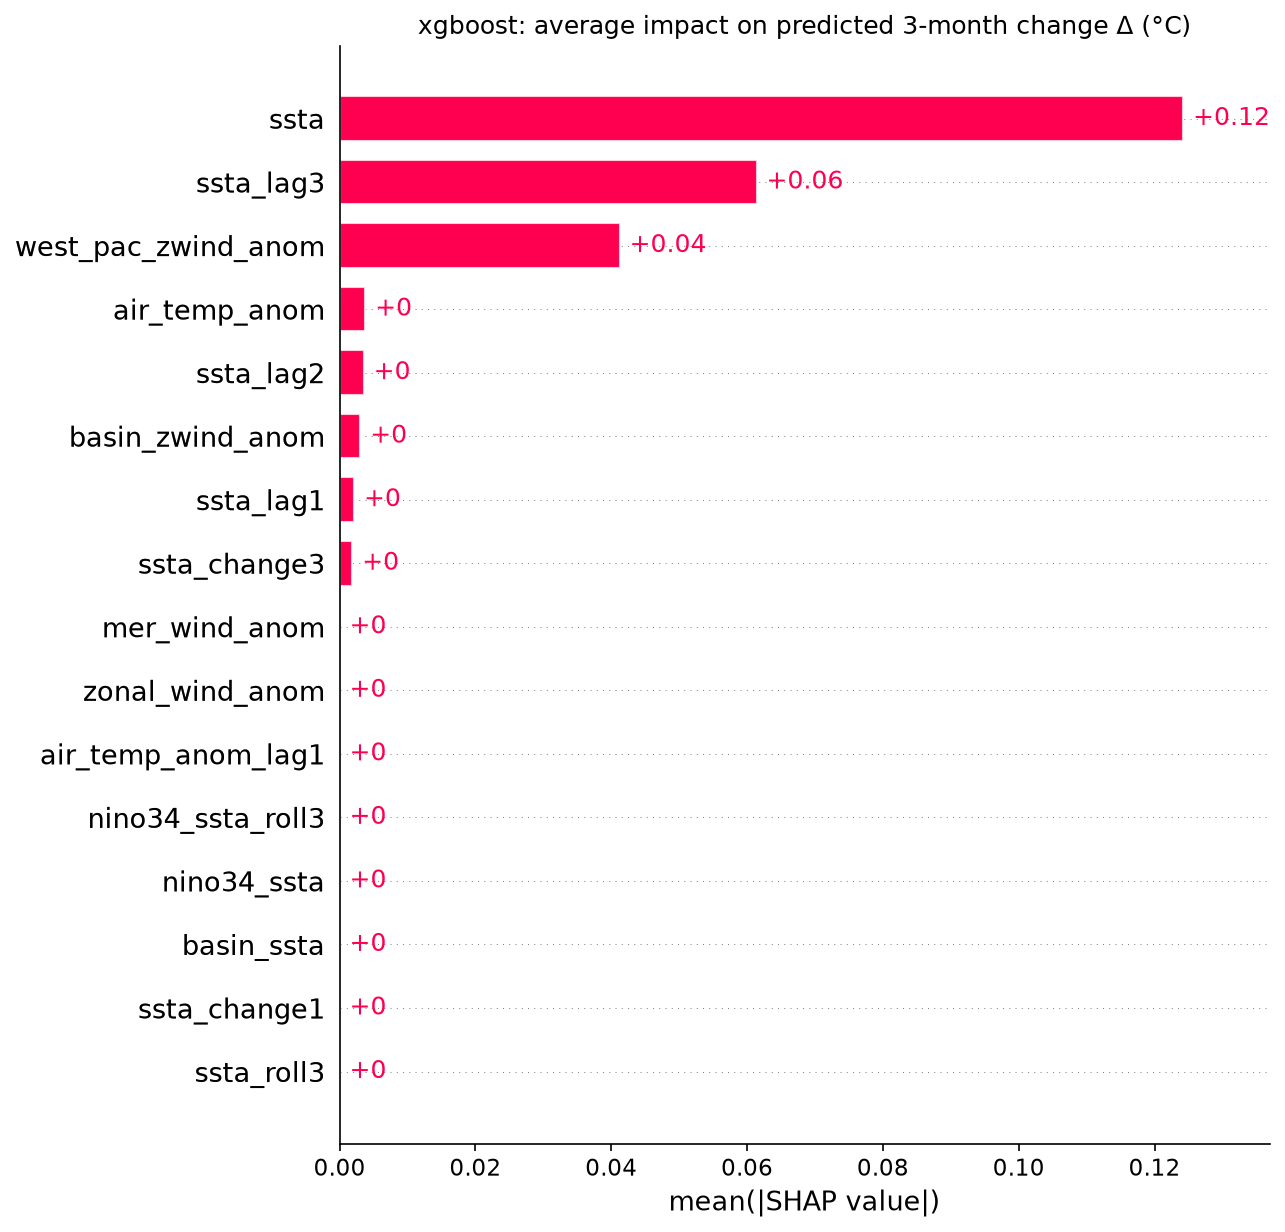 xgboost: average impact on predicted 3-month change Δ (°C)
ssta +0.12
ssta_lag3 +0.06
west_pac_zwind_anom +0.04
air_temp_anom +0
ssta_lag2 +0
basin_zwind_anom +0
ssta_lag1 +0
ssta_change3 +0
mer_wind_anom +0
zonal_wind_anom +0
air_temp_anom_lag1 +0
nino34_ssta_roll3 +0
nino34_ssta +0
basin_ssta +0
ssta_change1 +0
ssta_roll3 +0
0.00 0.02 0.04 0.06 0.08 0.10 0.12
mean(|SHAP value|)